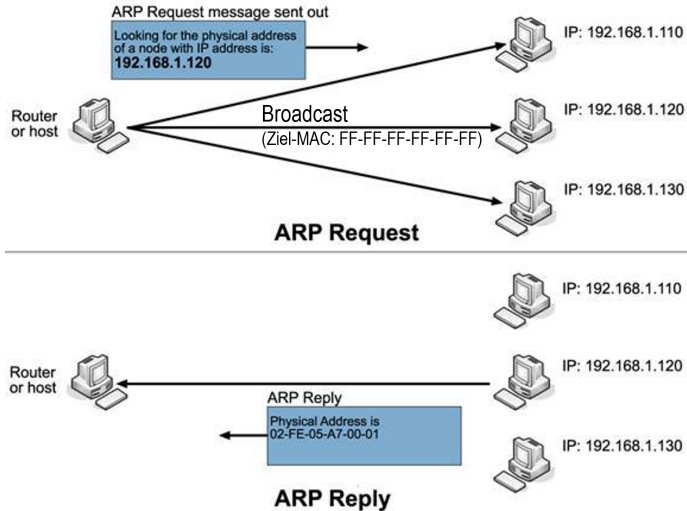 ARP Request message sent out
Looking for the physical address
of a node with IP address is:
192.168.1.120
IP: 192.168.1.110
Router
or host
Broadcast
(Ziel-MAC: FF-FF-FF-FF-FF-FF)
IP: 192.168.1.120
IP: 192.168.1.130
ARP Request
IP: 192.168.1.110
Router
or host
IP: 192.168.1.120
ARP Reply
Physical Address is
02-FE-05-A7-00-01
IP: 192.168.1.130
ARP Reply